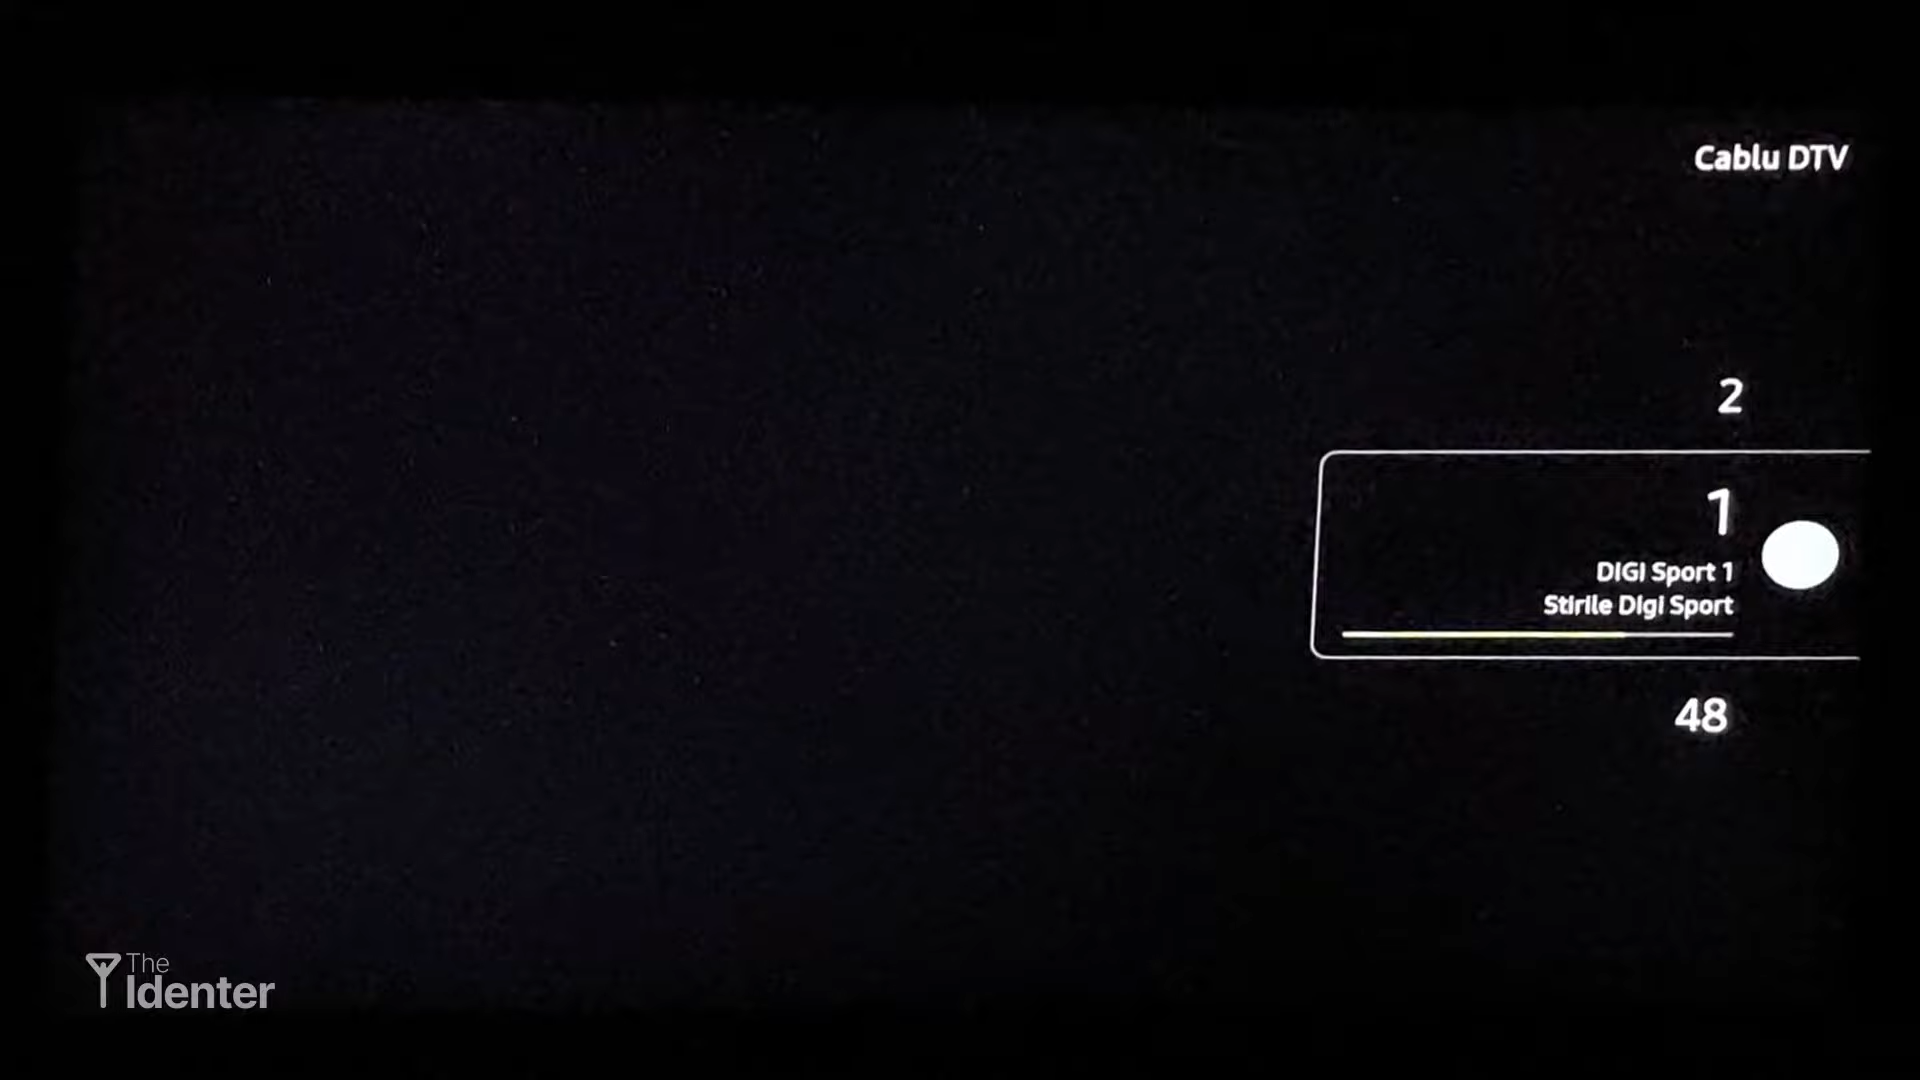 Cablu DTV
2
1
DIGI Sport 1
Stirile Digi Sport
48
The
Identer